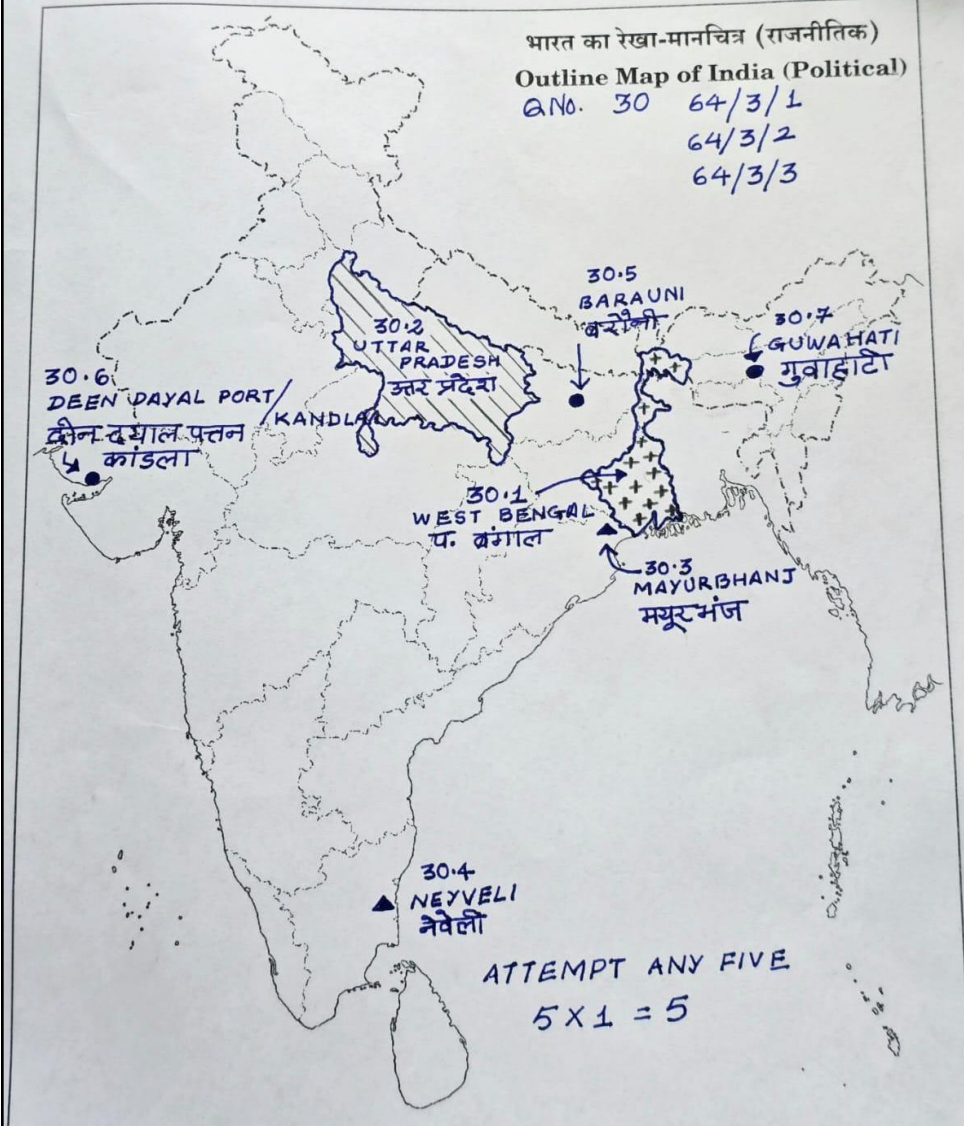 भारत का रेखा-मानचित्र (राजनीतिक)
Outline Map of India (Political)
Q No. 30 64/3/1
64/3/2
64/3/3
30.5
BARAUNI
बरौनी
30.7
GUWAHATI
गुवाहाटी
30.2
UTTAR
PRADESH
उत्तर प्रदेश
30.6
DEEN DAYAL PORT/
KANDLA
दीन दयाल पत्तन
कांडला
30.1
WEST BENGAL
प. बंगाल
30.3
MAYURBHANJ
मयूरभंज
30.4
NEYVELI
नेवेली
ATTEMPT ANY FIVE
5 X 1 = 5